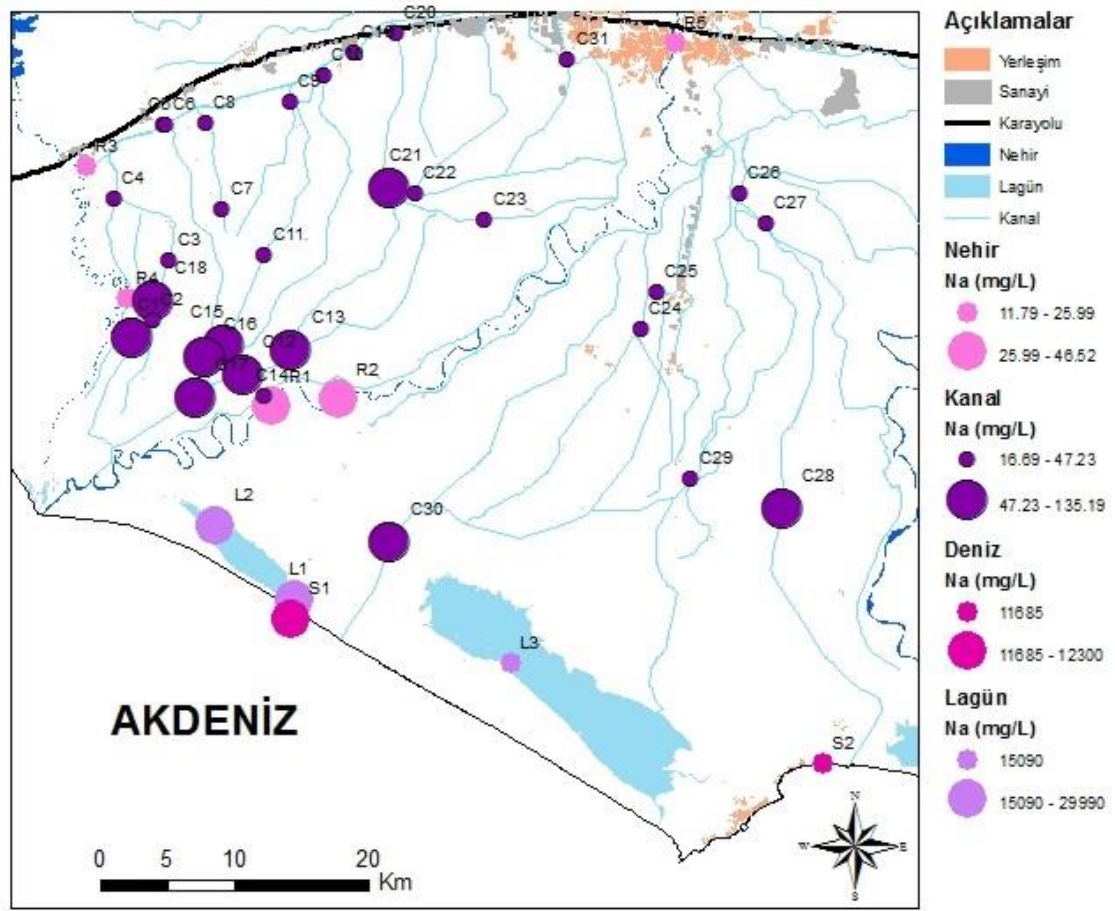 C20
R5
C19
C31
C10
C9
C5
C6
C8
R3
C21
C22
C26
C4
C7
C23
C27
C11
C3
C18
C25
R4
C2
C1
C15
C13
C24
C16
C12
C17
C14
R1
R2
C29
C28
L2
C30
L1
S1
L3
AKDENİZ
S2
N
W
E
S
0 5 10 20
Km
Açıklamalar
Yerleşim
Sanayi
Karayolu
Nehir
Lagün
Kanal
Nehir
Na (mg/L)
11.79 - 25.99
25.99 - 46.52
Kanal
Na (mg/L)
16.69 - 47.23
47.23 - 135.19
Deniz
Na (mg/L)
11685
11685 - 12300
Lagün
Na (mg/L)
15090
15090 - 29990